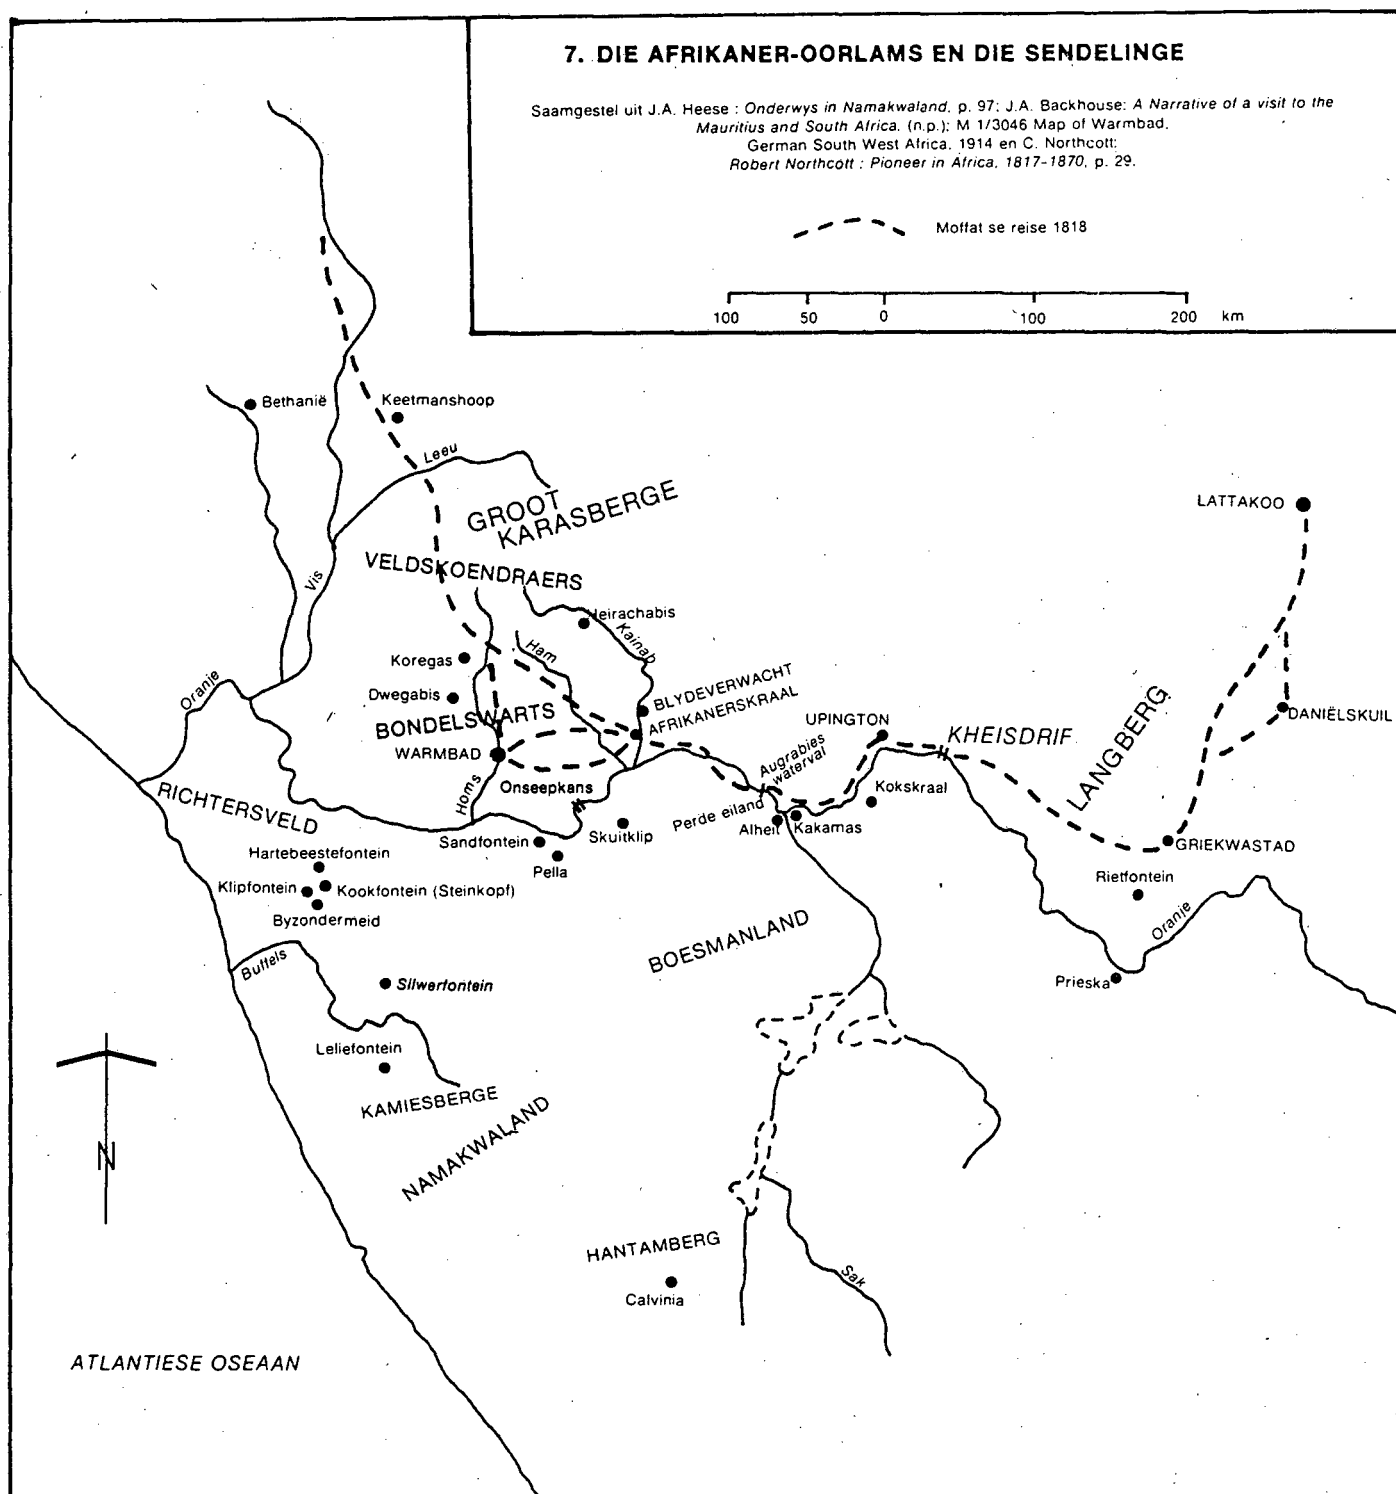 7. DIE AFRIKANER-OORLAMS EN DIE SENDELINGE
Saamgestel uit J.A. Heese : Onderwys in Namakwaland, p. 97; J.A. Backhouse: A Narrative of a visit to the
Mauritius and South Africa. (n.p.); M 1/3046 Map of Warmbad,
German South West Africa, 1914 en C. Northcott:
Robert Northcott : Pioneer in Africa, 1817-1870, p. 29.
Moffat se reise 1818
100 50 0 100 200 km
Bethanië
Keetmanshoop
Leeu
GROOT
KARASBERGE
LATTAKOO
VELDSKOENDRAERS
Vis
Heirachabis
Kainab
Ham
Koregas
Oranje
Dwegabis
BLYDEVERWACHT
AFRIKANERSKRAAL
BONDELSWARTS
WARMBAD
UPINGTON
KHEISDRIF
LANGBERG
DANIËLSKUIL
Augrabies
waterval
Onseepkans
Homs
Perde eiland
Kokskraal
RICHTERSVELD
Alheit
Kakamas
Skuitklip
Sandfontein
Pella
GRIEKWASTAD
Hartebeestefontein
Klipfontein
Kookfontein (Steinkopf)
Byzondermeid
Rietfontein
Oranje
BOESMANLAND
Buffels
Silwerfontein
Prieska
Leliefontein
KAMIESBERGE
N
NAMAKWALAND
HANTAMBERG
Calvinia
Sak
ATLANTIESE OSEAAN